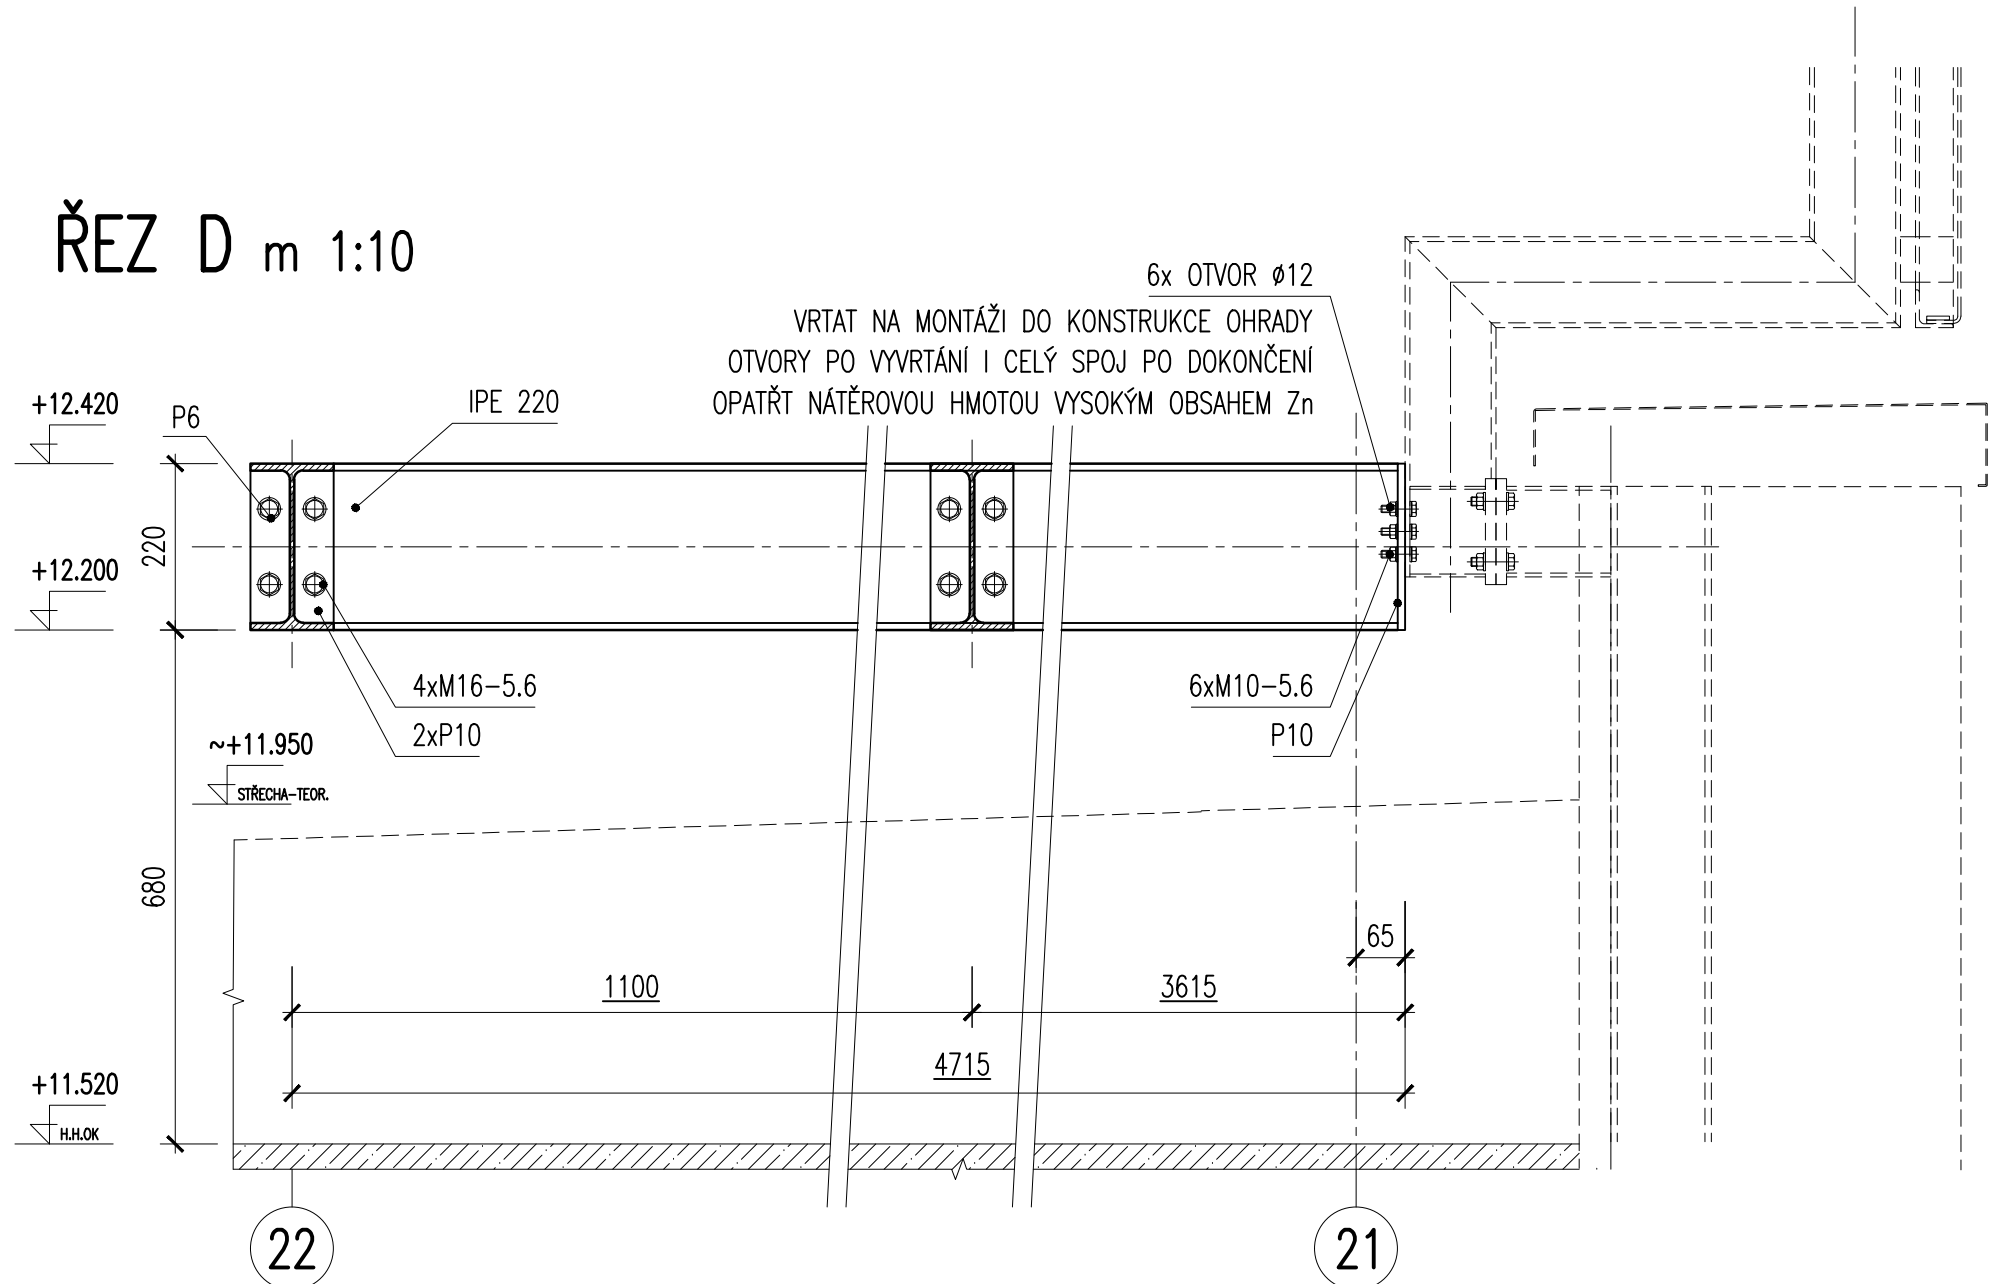 ŘEZ D m 1:10
6x OTVOR ø12
VRTAT NA MONTÁŽI DO KONSTRUKCE OHRADY
OTVORY PO VYVRTÁNÍ I CELÝ SPOJ PO DOKONČENÍ
OPATŘT NÁTĚROVOU HMOTOU VYSOKÝM OBSAHEM Zn
+12.420
P6
IPE 220
+12.200
220
4xM16-5.6
2xP10
6xM10-5.6
P10
~+11.950
STŘECHA-TEOR.
680
65
1100
3615
4715
+11.520
H.H.OK
22
21